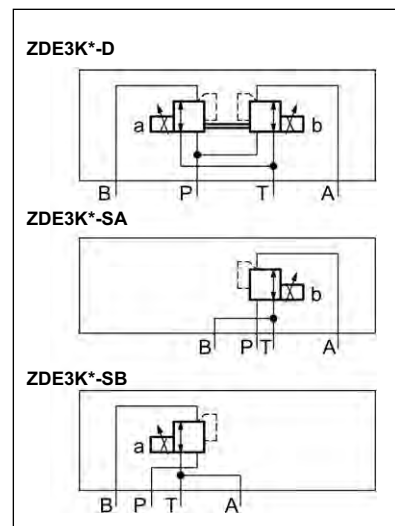 ZDE3K*-D
a b
B P T A
ZDE3K*-SA
b
B P T A
ZDE3K*-SB
a
B P T A